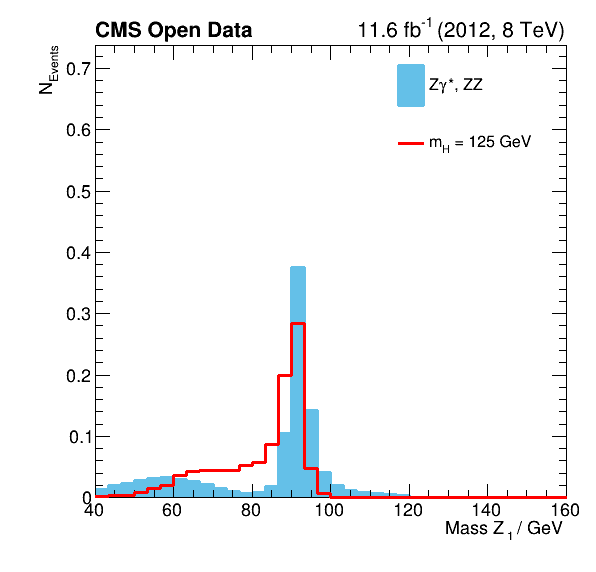 CMS Open Data
11.6 fb⁻¹ (2012, 8 TeV)
N_Events
0.7
0.6
0.5
0.4
0.3
0.2
0.1
0
Zγ*, ZZ
m_H = 125 GeV
40 60 80 100 120 140 160
Mass Z₁ / GeV